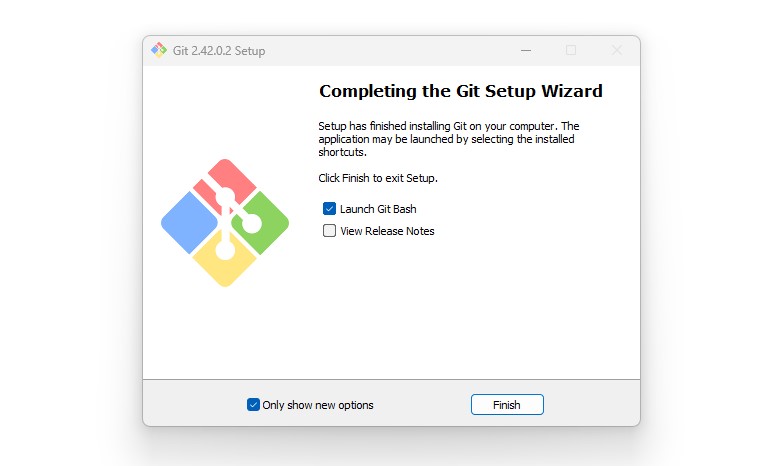 Git 2.42.0.2 Setup
Completing the Git Setup Wizard
Setup has finished installing Git on your computer. The
application may be launched by selecting the installed
shortcuts.
Click Finish to exit Setup.
Launch Git Bash
View Release Notes
Only show new options
Finish